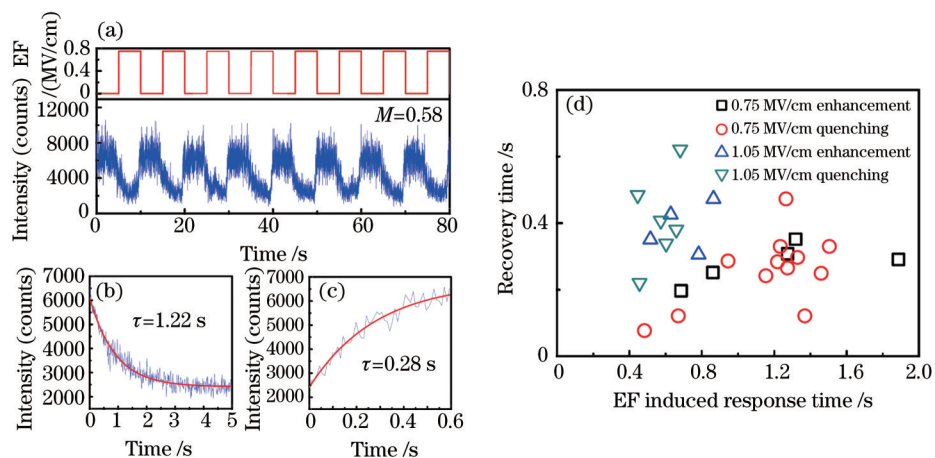 (a)
EF /(MV/cm)
0.8
0.4
0
Intensity (counts)
12000
8000
4000
0
M=0.58
0 10 20 30 40 50 60 70 80
Time /s
(b)
Intensity (counts)
7000
6000
5000
4000
3000
2000
τ=1.22 s
0 1 2 3 4 5
Time /s
(c)
Intensity (counts)
7000
6000
5000
4000
3000
2000
τ=0.28 s
0 0.2 0.4 0.6
Time /s
(d)
Recovery time /s
0.8
0.4
0
0.75 MV/cm enhancement
0.75 MV/cm quenching
1.05 MV/cm enhancement
1.05 MV/cm quenching
0 0.4 0.8 1.2 1.6 2.0
EF induced response time /s